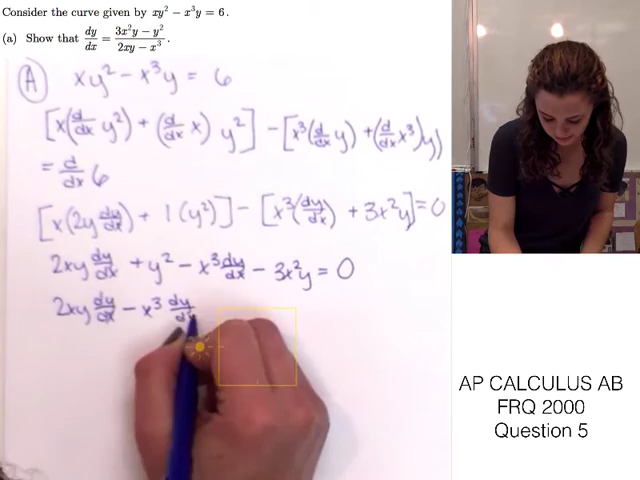 Consider the curve given by xy² − x³y = 6.
(a) Show that dy/dx = (3x²y − y²)/(2xy − x³).
Ⓐ xy² − x³y = 6
[x(d/dx y²) + (d/dx x) y²] − [x³(d/dx y) + (d/dx x³)y)
= d/dx 6
[x(2y dy/dx) + 1(y²)] − [x³(dy/dx) + 3x²y] = 0
2xy dy/dx + y² − x³ dy/dx − 3x²y = 0
2xy dy/dx − x³ dy/dx
AP CALCULUS AB
FRQ 2000
Question 5